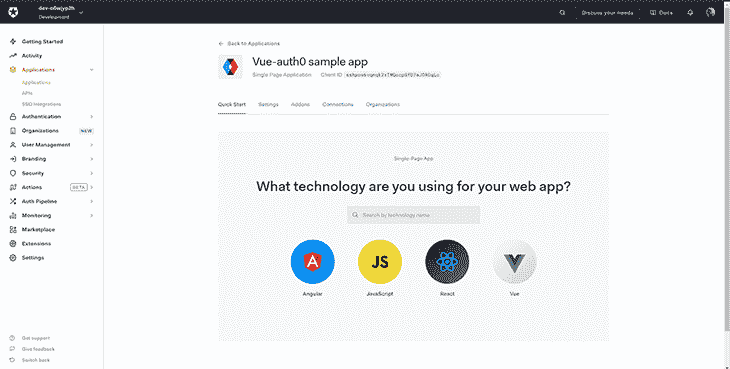 Development
Discuss your needs
Docs
Getting Started
Activity
Applications
Applications
APIs
SSO Integrations
Authentication
Organizations NEW
User Management
Branding
Security
Actions BETA
Auth Pipeline
Monitoring
Marketplace
Extensions
Settings
Get support
Give feedback
Switch back
← Back to Applications
Vue-auth0 sample app
Single Page Application Client ID
Quick Start Settings Addons Connections Organizations
Single-Page App
What technology are you using for your web app?
Search by technology name
JS
Angular JavaScript React Vue